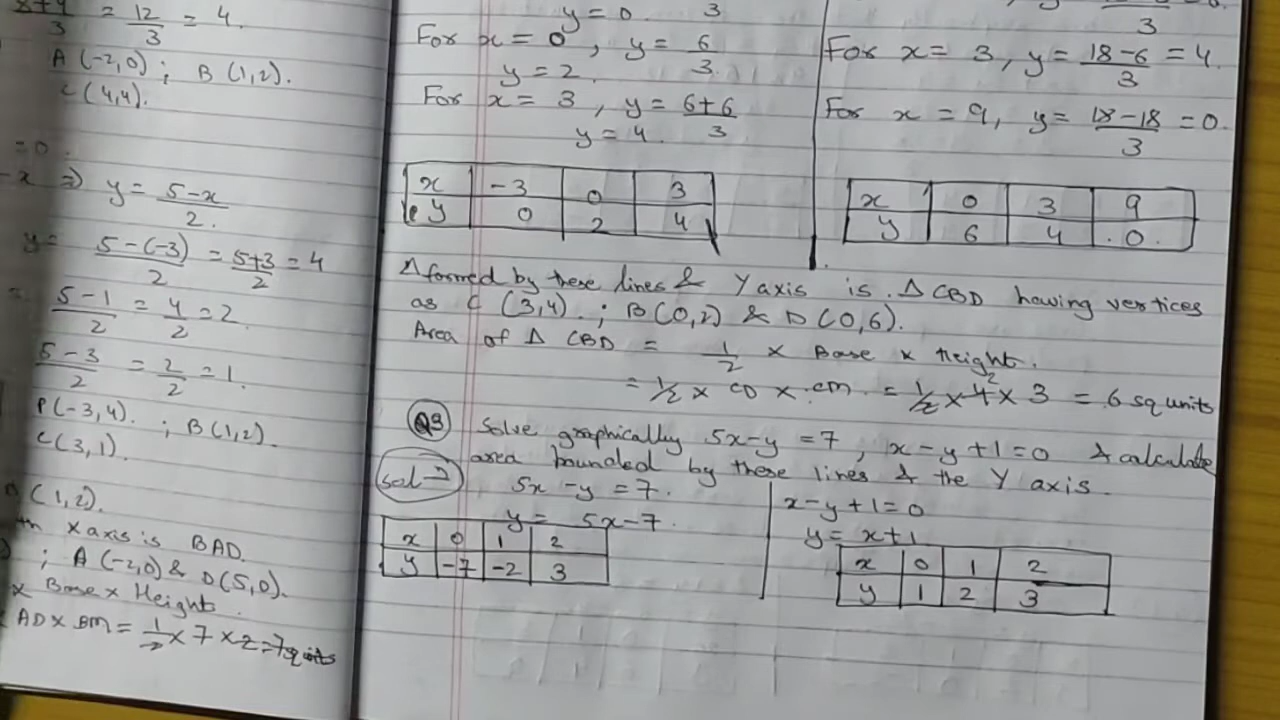 = 12/3 = 4.
A (-2,0) ; B (1,2).
C (4,4).
=0.
-x ⇒ y = 5-x/2.
y = 5-(-3)/2 = 5+3/2 = 4
5-1/2 = 4/2 = 2.
5-3/2 = 2/2 = 1.
P(-3,4). ; B(1,2).
C(3,1).
(1,2).
x axis is BAD.
; A(-2,0) & D(5,0).
x Base x Height.
AD x BM = 1/2 x 7 x 2 = 7 sq units
y = 0. 3
For x = 0, y = 6/3.
y = 2.
For x = 3, y = 6+6/3
y = 4.
x -3 0 3
y 0 2 4
3
For x = 3, y = 18-6/3 = 4.
For x = 9, y = 18-18/3 = 0.
x 0 3 9
y 6 4 0.
Δ formed by these lines & Y axis is Δ CBD having vertices
as C (3,4). ; B(0,2) & D(0,6).
Area of Δ CBD = 1/2 x Base x Height.
= 1/2 x CD x cm = 1/2 x 4² x 3 = 6 sq units
Q3 Solve graphically 5x-y = 7, x-y+1=0 & calculate
area bounded by these lines & the Y axis.
Sol→ 5x-y = 7.
y = 5x-7.
x 0 1 2
y -7 -2 3
x-y+1=0
y = x+1
x 0 1 2
y 1 2 3